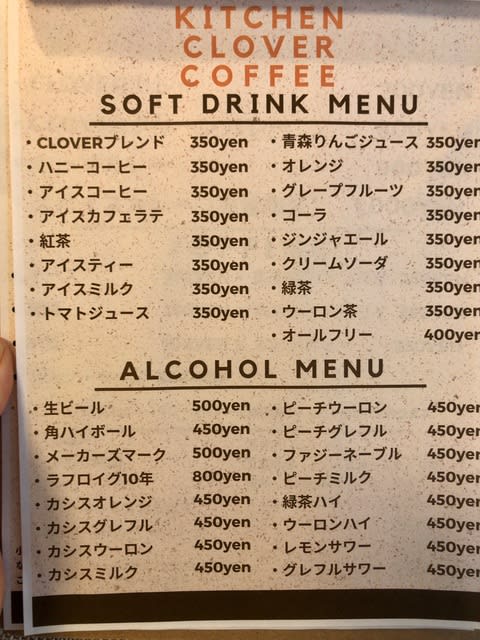 KITCHEN
CLOVER
COFFEE
SOFT DRINK MENU
・CLOVERブレンド 350yen
・ハニーコーヒー 350yen
・アイスコーヒー 350yen
・アイスカフェラテ 350yen
・紅茶 350yen
・アイスティー 350yen
・アイスミルク 350yen
・トマトジュース 350yen
・青森りんごジュース 350yen
・オレンジ 350yen
・グレープフルーツ 350yen
・コーラ 350yen
・ジンジャエール 350yen
・クリームソーダ 350yen
・緑茶 350yen
・ウーロン茶 350yen
・オールフリー 400yen
ALCOHOL MENU
・生ビール 500yen
・角ハイボール 450yen
・メーカーズマーク 500yen
・ラフロイグ10年 800yen
・カシスオレンジ 450yen
・カシスグレフル 450yen
・カシスウーロン 450yen
・カシスミルク 450yen
・ピーチウーロン 450yen
・ピーチグレフル 450yen
・ファジーネーブル 450yen
・ピーチミルク 450yen
・緑茶ハイ 450yen
・ウーロンハイ 450yen
・レモンサワー 450yen
・グレフルサワー 450yen